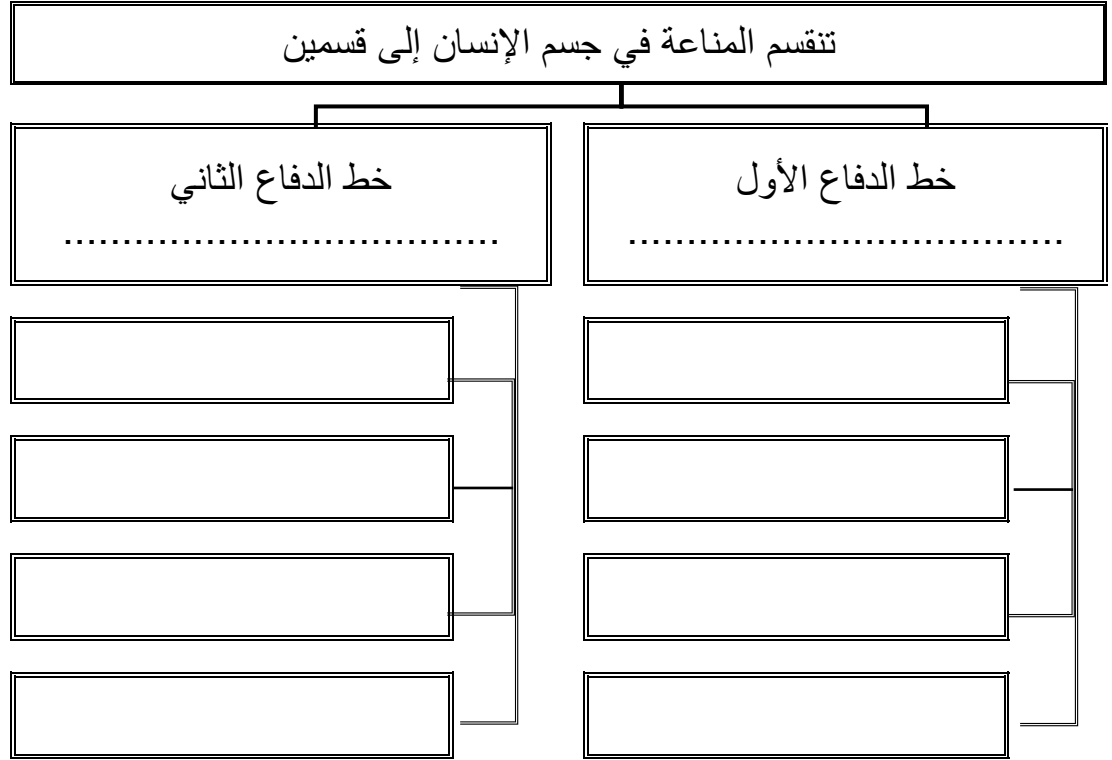 تنقسم المناعة في جسم الإنسان إلى قسمين
خط الدفاع الأول
.....................................
خط الدفاع الثاني
.....................................